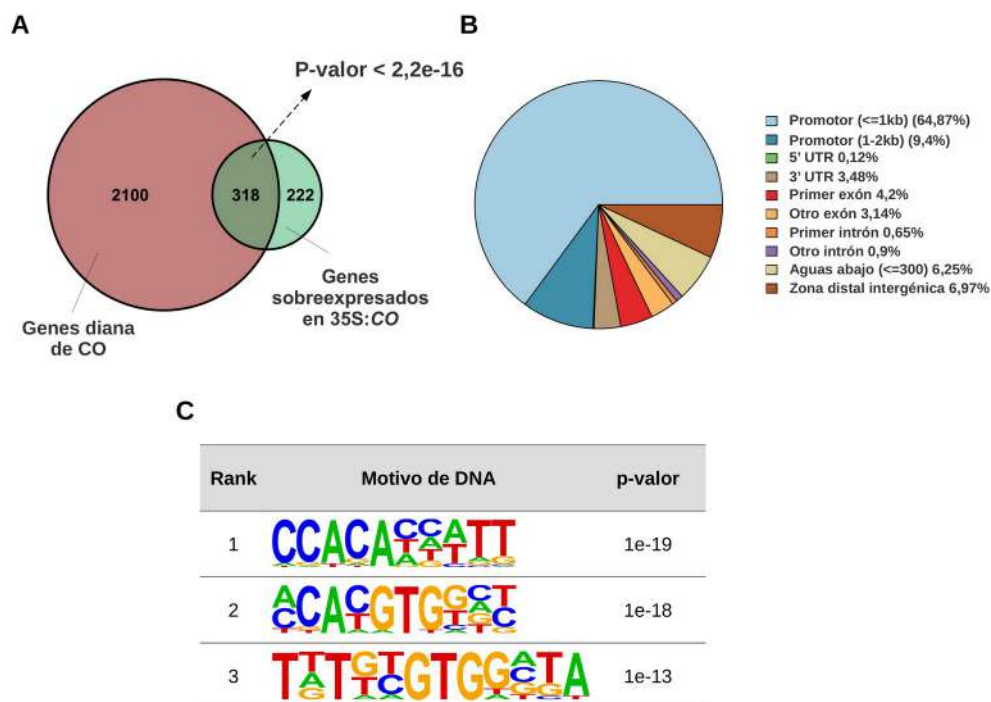 A
P-valor < 2,2e-16
2100
318
222
Genes diana
de CO
Genes
sobreexpresados
en 35S:CO
B
Promotor (<=1kb) (64,87%)
Promotor (1-2kb) (9,4%)
5' UTR 0,12%
3' UTR 3,48%
Primer exón 4,2%
Otro exón 3,14%
Primer intrón 0,65%
Otro intrón 0,9%
Aguas abajo (<=300) 6,25%
Zona distal intergénica 6,97%
C
Rank Motivo de DNA p-valor
1 CCACACCATT 1e-19
2 ACACGTGGCT 1e-18
3 TTTGTGTGGATA 1e-13